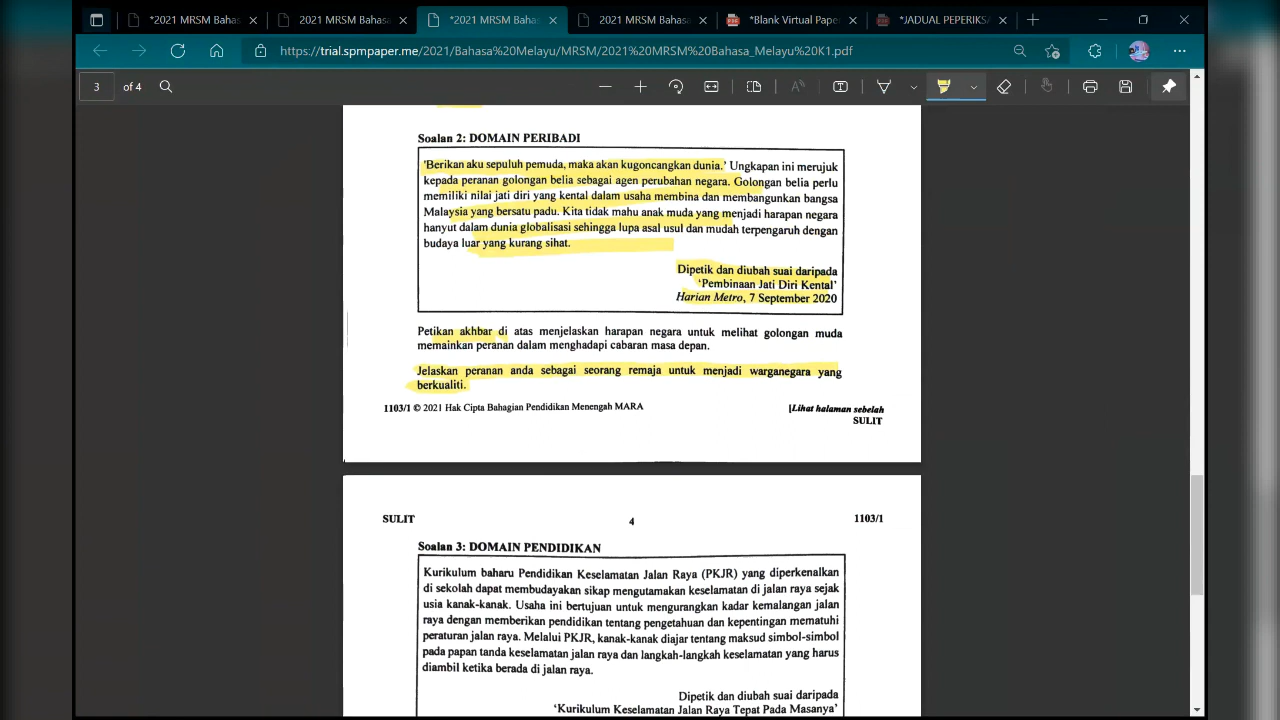 *2021 MRSM Bahas
2021 MRSM Bahasa
*2021 MRSM Bahas
2021 MRSM Bahasa
*Blank Virtual Pape
*JADUAL PEPERIKSA
https://trial.spmpaper.me/2021/Bahasa%20Melayu/MRSM/2021%20MRSM%20Bahasa_Melayu%20K1.pdf
3 of 4
Soalan 2: DOMAIN PERIBADI
'Berikan aku sepuluh pemuda, maka akan kugoncangkan dunia.' Ungkapan ini merujuk
kepada peranan golongan belia sebagai agen perubahan negara. Golongan belia perlu
memiliki nilai jati diri yang kental dalam usaha membina dan membangunkan bangsa
Malaysia yang bersatu padu. Kita tidak mahu anak muda yang menjadi harapan negara
hanyut dalam dunia globalisasi sehingga lupa asal usul dan mudah terpengaruh dengan
budaya luar yang kurang sihat.
Dipetik dan diubah suai daripada
'Pembinaan Jati Diri Kental'
Harian Metro, 7 September 2020
Petikan akhbar di atas menjelaskan harapan negara untuk melihat golongan muda
memainkan peranan dalam menghadapi cabaran masa depan.
Jelaskan peranan anda sebagai seorang remaja untuk menjadi warganegara yang
berkualiti.
1103/1 © 2021 Hak Cipta Bahagian Pendidikan Menengah MARA
[Lihat halaman sebelah
SULIT
SULIT 4 1103/1
Soalan 3: DOMAIN PENDIDIKAN
Kurikulum baharu Pendidikan Keselamatan Jalan Raya (PKJR) yang diperkenalkan
di sekolah dapat membudayakan sikap mengutamakan keselamatan di jalan raya sejak
usia kanak-kanak. Usaha ini bertujuan untuk mengurangkan kadar kemalangan jalan
raya dengan memberikan pendidikan tentang pengetahuan dan kepentingan mematuhi
peraturan jalan raya. Melalui PKJR, kanak-kanak diajar tentang maksud simbol-simbol
pada papan tanda keselamatan jalan raya dan langkah-langkah keselamatan yang harus
diambil ketika berada di jalan raya.
Dipetik dan diubah suai daripada
'Kurikulum Keselamatan Jalan Raya Tepat Pada Masanya'